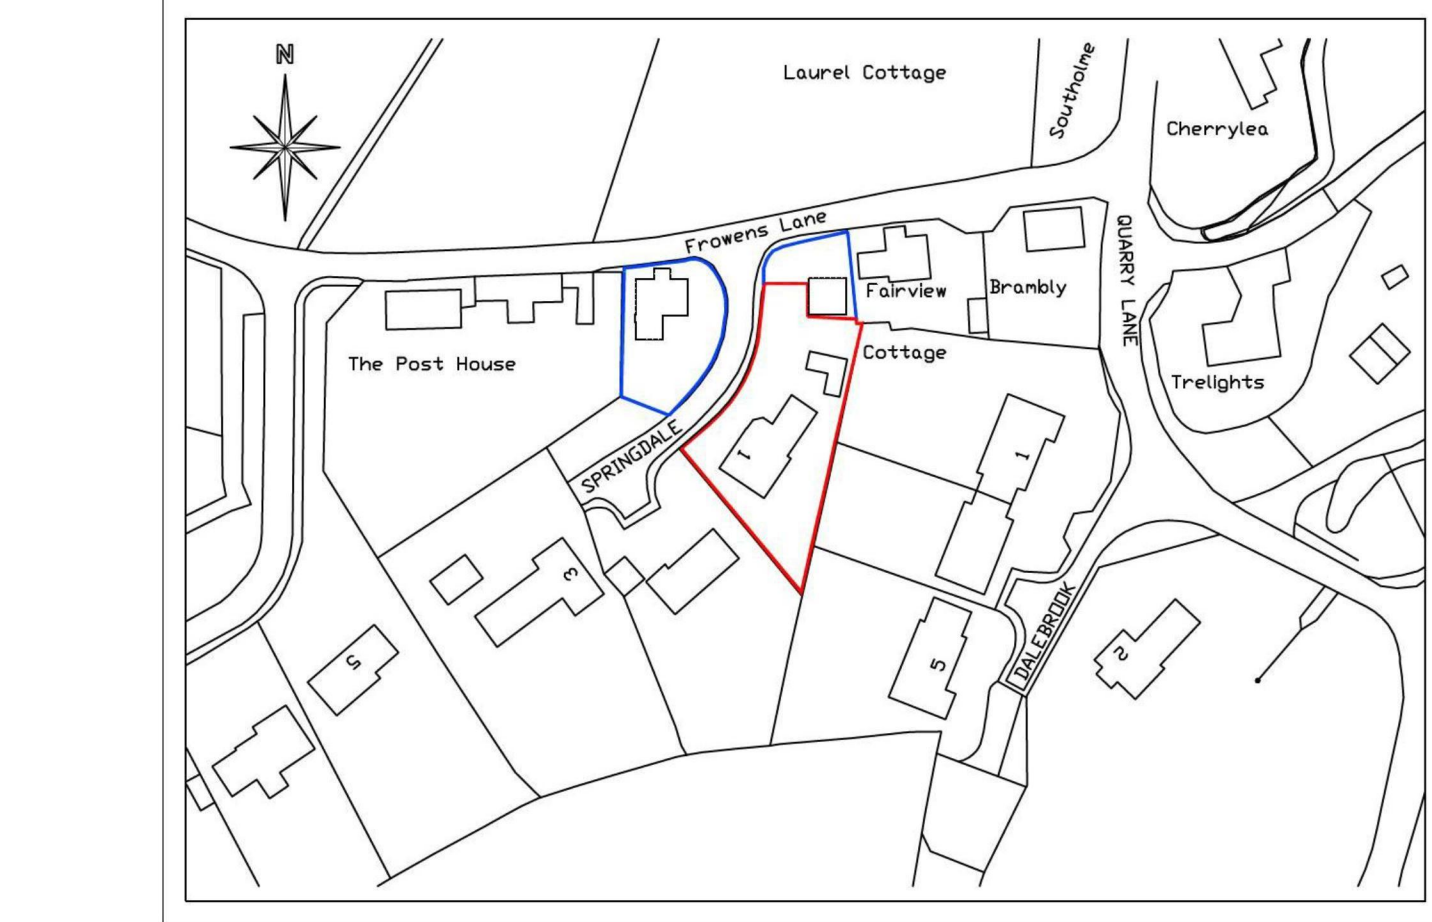 N
Laurel Cottage
Southolme
Cherrylea
Frowens Lane
QUARRY LANE
Fairview
Brambly
The Post House
Cottage
Trelights
SPRINGDALE
1
1
3
5
5
DALEBROOK
2